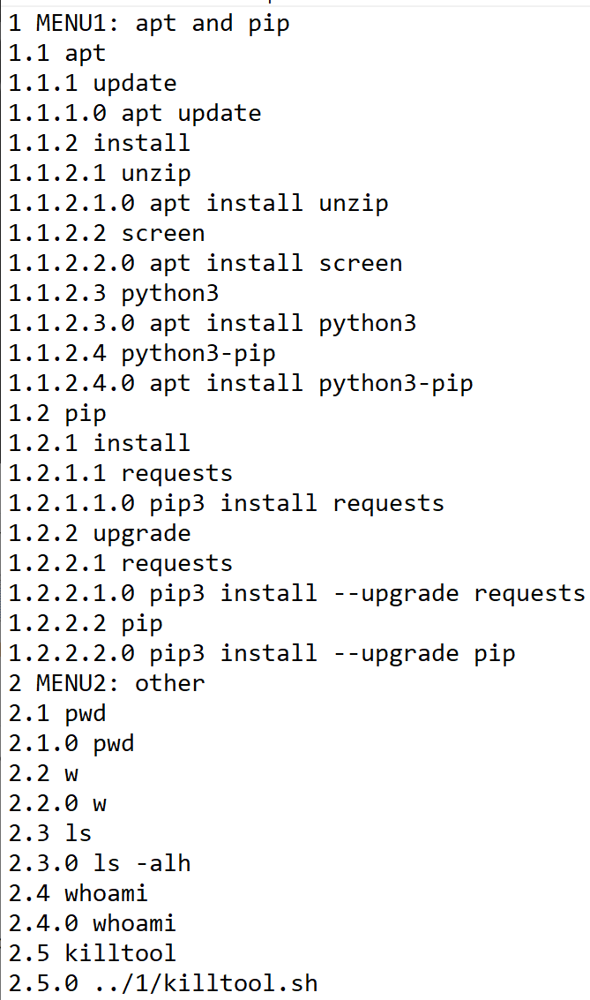 1 MENU1: apt and pip
1.1 apt
1.1.1 update
1.1.1.0 apt update
1.1.2 install
1.1.2.1 unzip
1.1.2.1.0 apt install unzip
1.1.2.2 screen
1.1.2.2.0 apt install screen
1.1.2.3 python3
1.1.2.3.0 apt install python3
1.1.2.4 python3-pip
1.1.2.4.0 apt install python3-pip
1.2 pip
1.2.1 install
1.2.1.1 requests
1.2.1.1.0 pip3 install requests
1.2.2 upgrade
1.2.2.1 requests
1.2.2.1.0 pip3 install --upgrade requests
1.2.2.2 pip
1.2.2.2.0 pip3 install --upgrade pip
2 MENU2: other
2.1 pwd
2.1.0 pwd
2.2 w
2.2.0 w
2.3 ls
2.3.0 ls -alh
2.4 whoami
2.4.0 whoami
2.5 killtool
2.5.0 ../1/killtool.sh